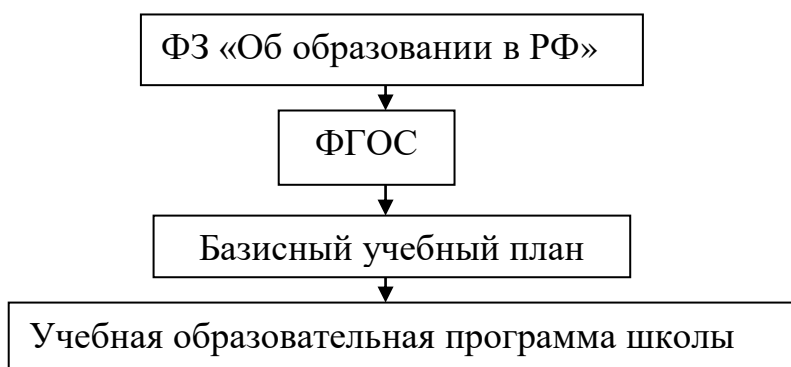 ФЗ «Об образовании в РФ»
ФГОС
Базисный учебный план
Учебная образовательная программа школы